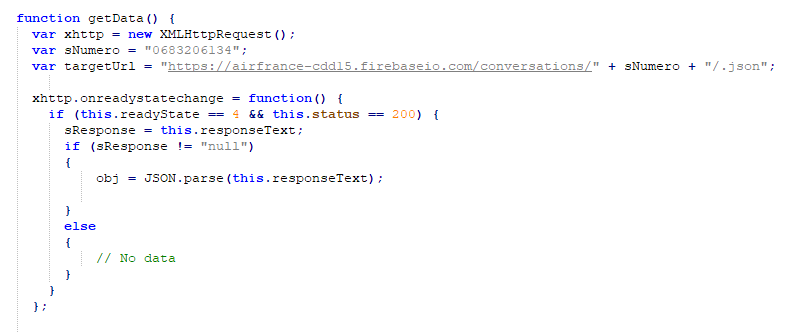 function getData() {
var xhttp = new XMLHttpRequest();
var sNumero = "0683206134";
var targetUrl = "https://airfrance-cdd15.firebaseio.com/conversations/" + sNumero + "/.json";
xhttp.onreadystatechange = function() {
if (this.readyState == 4 && this.status == 200) {
sResponse = this.responseText;
if (sResponse != "null")
{
obj = JSON.parse(this.responseText);
}
else
{
// No data
}
}
};